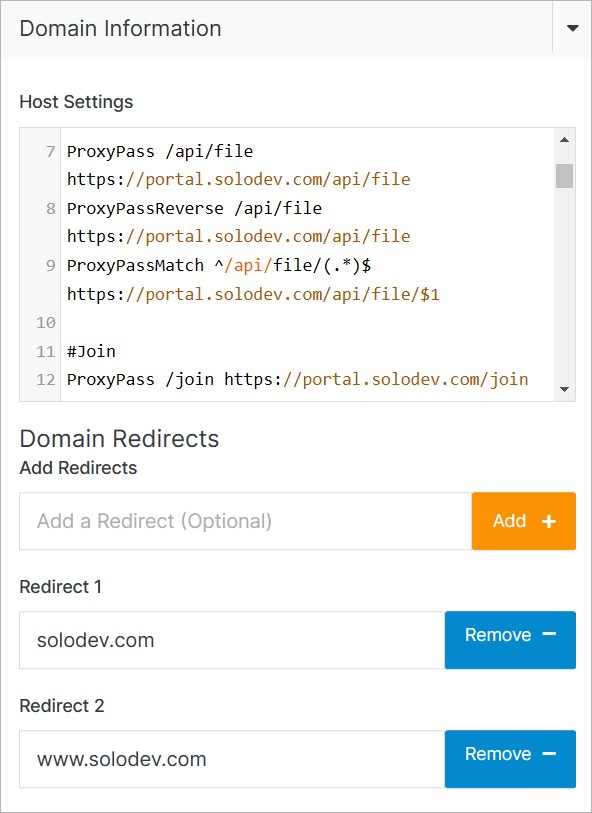 Domain Information
Host Settings
7 ProxyPass /api/file
https://portal.solodev.com/api/file
8 ProxyPassReverse /api/file
https://portal.solodev.com/api/file
9 ProxyPassMatch ^/api/file/(.*)$
https://portal.solodev.com/api/file/$1
10
11 #Join
12 ProxyPass /join https://portal.solodev.com/join
Domain Redirects
Add Redirects
Add a Redirect (Optional)
Add +
Redirect 1
solodev.com
Remove −
Redirect 2
www.solodev.com
Remove −